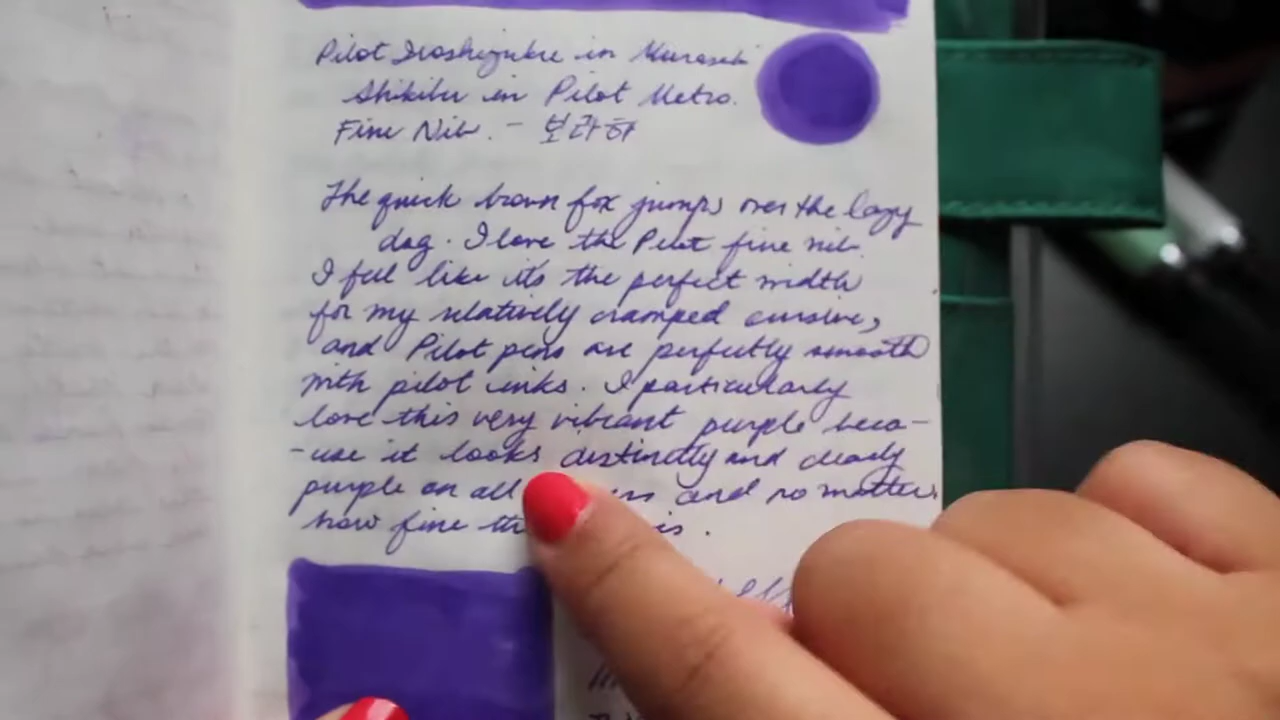 Pilot Iroshizuku in Murasaki
Shikibu in Pilot Metro.
Fine Nib. - 보라하
The quick brown fox jumps over the lazy
dog. I love the Pilot fine nib.
I feel like it's the perfect width
for my relatively cramped cursive,
and Pilot pens are perfectly smooth
with pilot inks. I particularly
love this very vibrant purple beca-
-use it looks distinctly and clearly
purple on all and no matter
how fine is.